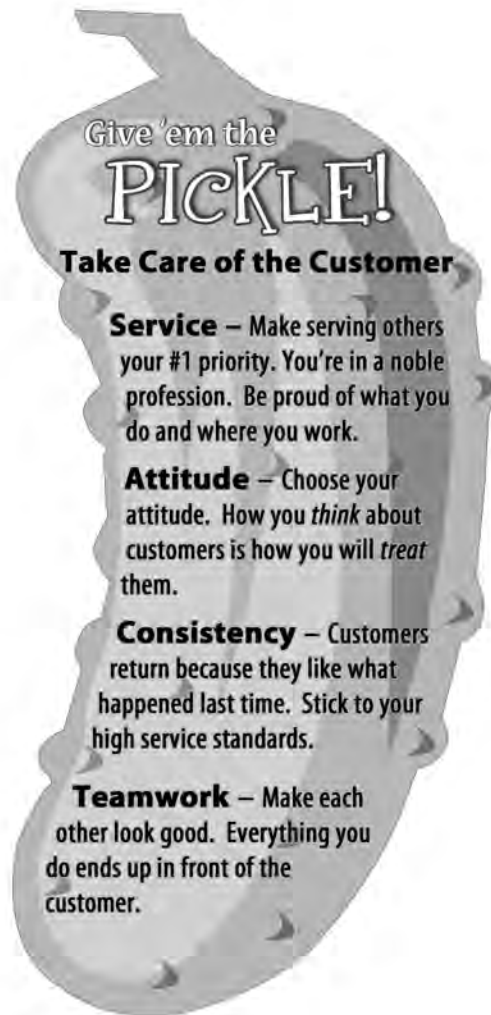 Give 'em the
PICKLE!
Take Care of the Customer
Service – Make serving others
your #1 priority. You're in a noble
profession. Be proud of what you
do and where you work.
Attitude – Choose your
attitude. How you think about
customers is how you will treat
them.
Consistency – Customers
return because they like what
happened last time. Stick to your
high service standards.
Teamwork – Make each
other look good. Everything you
do ends up in front of the
customer.